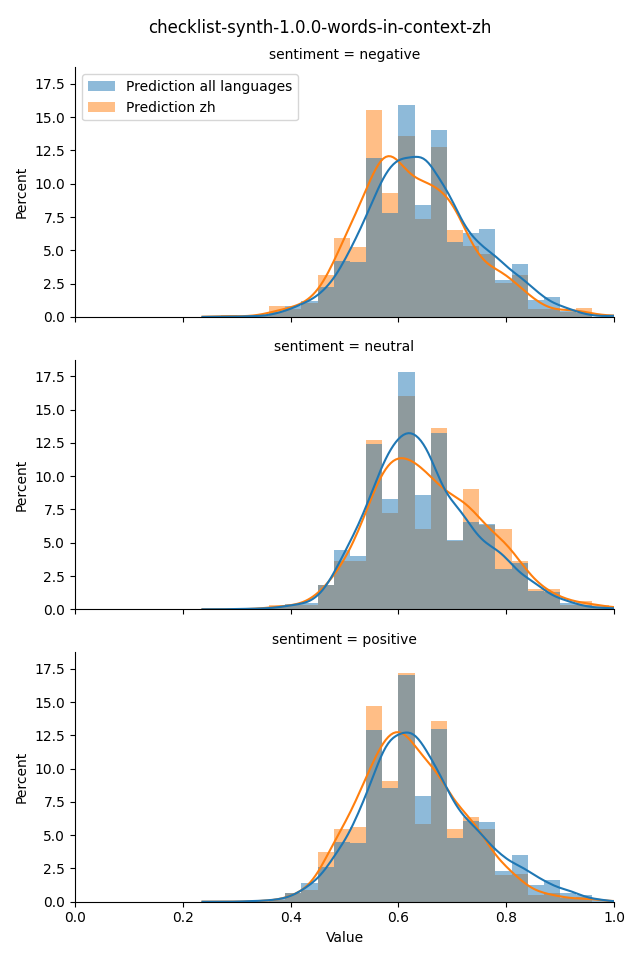 checklist-synth-1.0.0-words-in-context-zh
sentiment = negative
17.5
15.0
12.5
10.0
7.5
5.0
2.5
0.0
Percent
Prediction all languages
Prediction zh
sentiment = neutral
17.5
15.0
12.5
10.0
7.5
5.0
2.5
0.0
Percent
sentiment = positive
17.5
15.0
12.5
10.0
7.5
5.0
2.5
0.0
Percent
0.0 0.2 0.4 0.6 0.8 1.0
Value